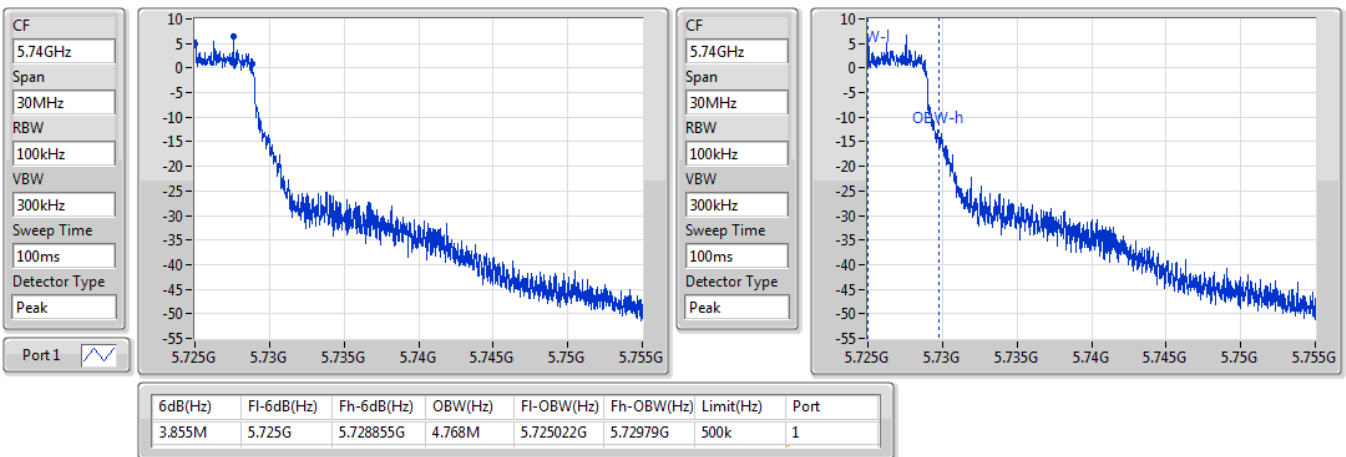 CF
5.74GHz
Span
30MHz
RBW
100kHz
VBW
300kHz
Sweep Time
100ms
Detector Type
Peak
Port 1
10
5
0
-5
-10
-15
-20
-25
-30
-35
-40
-45
-50
-55
5.725G 5.73G 5.735G 5.74G 5.745G 5.75G 5.755G
CF
5.74GHz
Span
30MHz
RBW
100kHz
VBW
300kHz
Sweep Time
100ms
Detector Type
Peak
10
5
0
-5
-10
-15
-20
-25
-30
-35
-40
-45
-50
-55
W-l
OBW-h
5.725G 5.73G 5.735G 5.74G 5.745G 5.75G 5.755G
6dB(Hz) Fl-6dB(Hz) Fh-6dB(Hz) OBW(Hz) Fl-OBW(Hz) Fh-OBW(Hz) Limit(Hz) Port
3.855M 5.725G 5.728855G 4.768M 5.725022G 5.72979G 500k 1